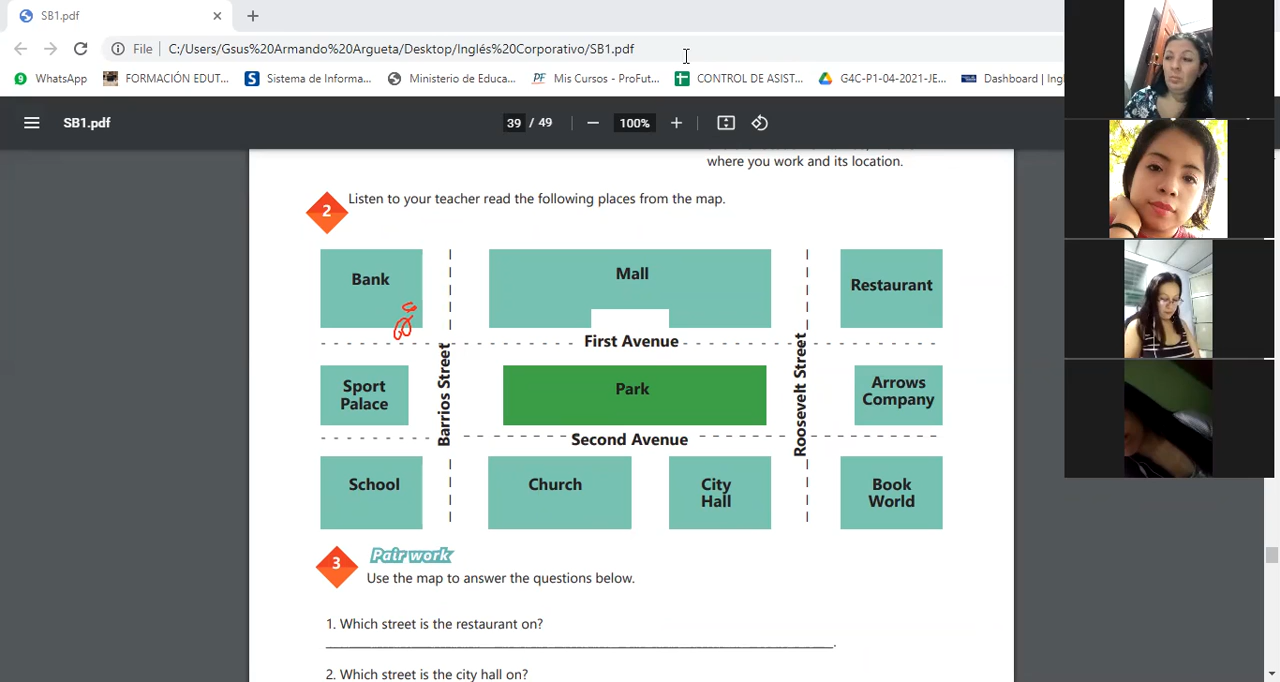 SB1.pdf
File
C:/Users/Gsus%20Armando%20Argueta/Desktop/Inglés%20Corporativo/SB1.pdf
WhatsApp
FORMACIÓN EDUT...
Sistema de Informa...
Ministerio de Educa...
PF Mis Cursos - ProFut...
CONTROL DE ASIST...
G4C-P1-04-2021-JE...
Dashboard | Ingl
SB1.pdf
39 / 49
100%
where you work and its location.
2
Listen to your teacher read the following places from the map.
Bank
Mall
Restaurant
First Avenue
Sport
Palace
Barrios Street
Park
Roosevelt Street
Arrows
Company
Second Avenue
School
Church
City
Hall
Book
World
3
Pair work
Use the map to answer the questions below.
1. Which street is the restaurant on?
2. Which street is the city hall on?